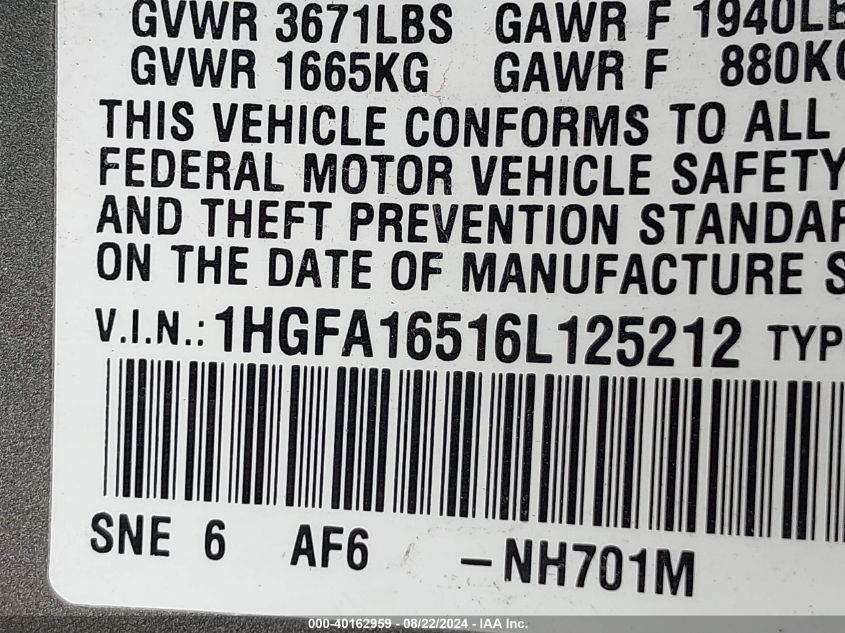 GVWR 3671LBS GAWR F 1940LB
GVWR 1665KG GAWR F 880KG
THIS VEHICLE CONFORMS TO ALL
FEDERAL MOTOR VEHICLE SAFETY
AND THEFT PREVENTION STANDAR
ON THE DATE OF MANUFACTURE S
V.I.N.: 1HGFA16516L125212 TYP
SNE 6 AF6 -NH701M
000-40162959 - 08/22/2024 - IAA Inc.